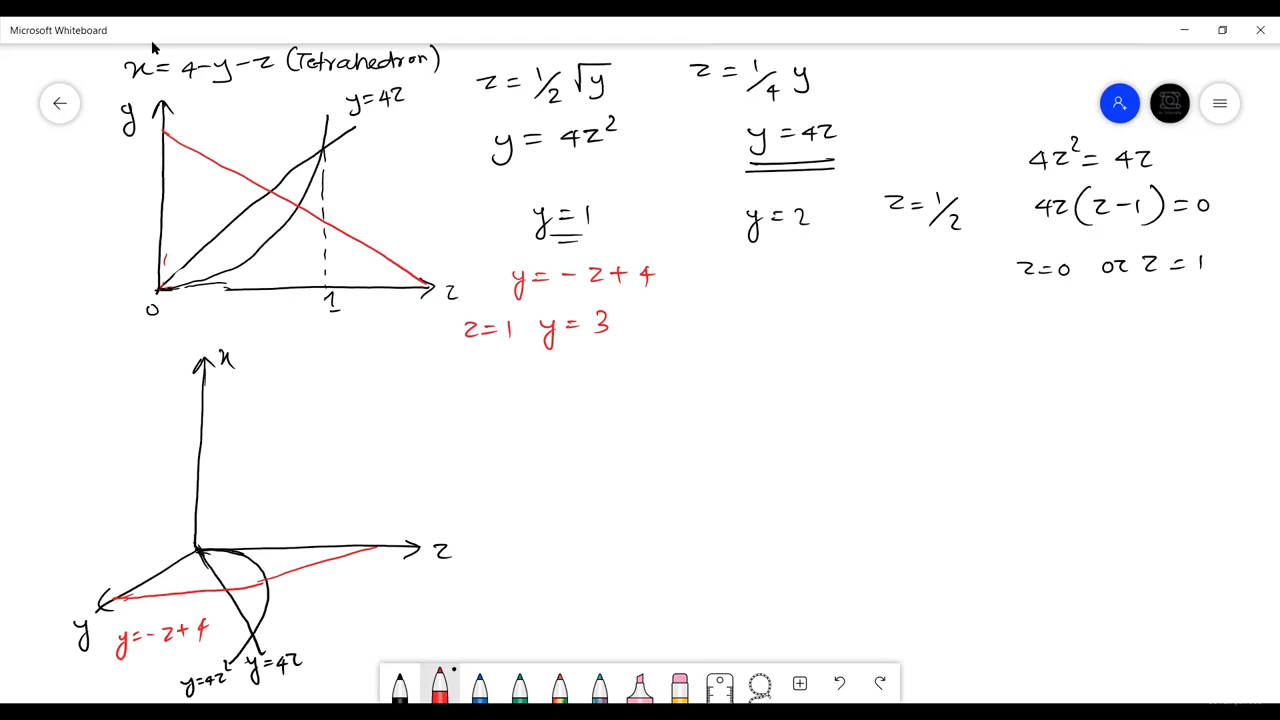 Microsoft Whiteboard
x = 4-y-z (Tetrahedron)
y
y=4z
0
1
z
z = 1/2 √y
y = 4z²
y=1
y = -z+4
z=1 y=3
z = 1/4 y
y = 4z
y=2
z = 1/2
4z² = 4z
4z(z-1)=0
z=0 or z=1
x
z
y
y=-z+4
y=4z²
y=4z